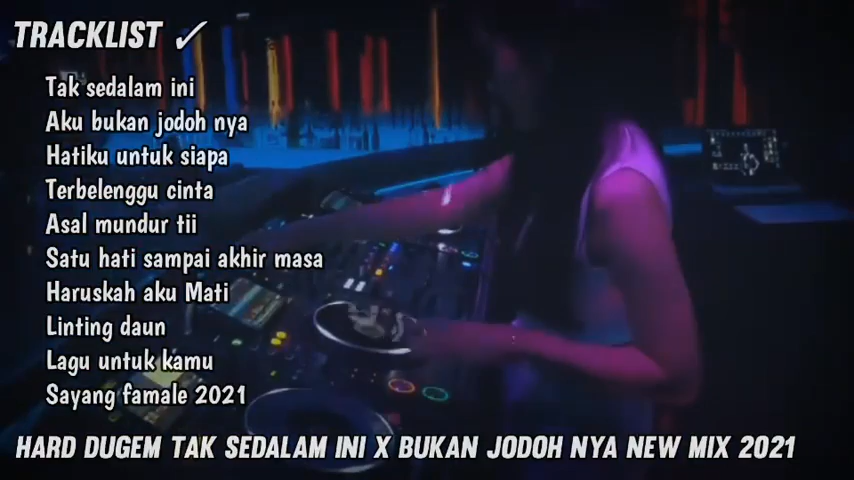 TRACKLIST ✓
Tak sedalam ini
Aku bukan jodoh nya
Hatiku untuk siapa
Terbelenggu cinta
Asal mundur tii
Satu hati sampai akhir masa
Haruskah aku Mati
Linting daun
Lagu untuk kamu
Sayang famale 2021
HARD DUGEM TAK SEDALAM INI X BUKAN JODOH NYA NEW MIX 2021